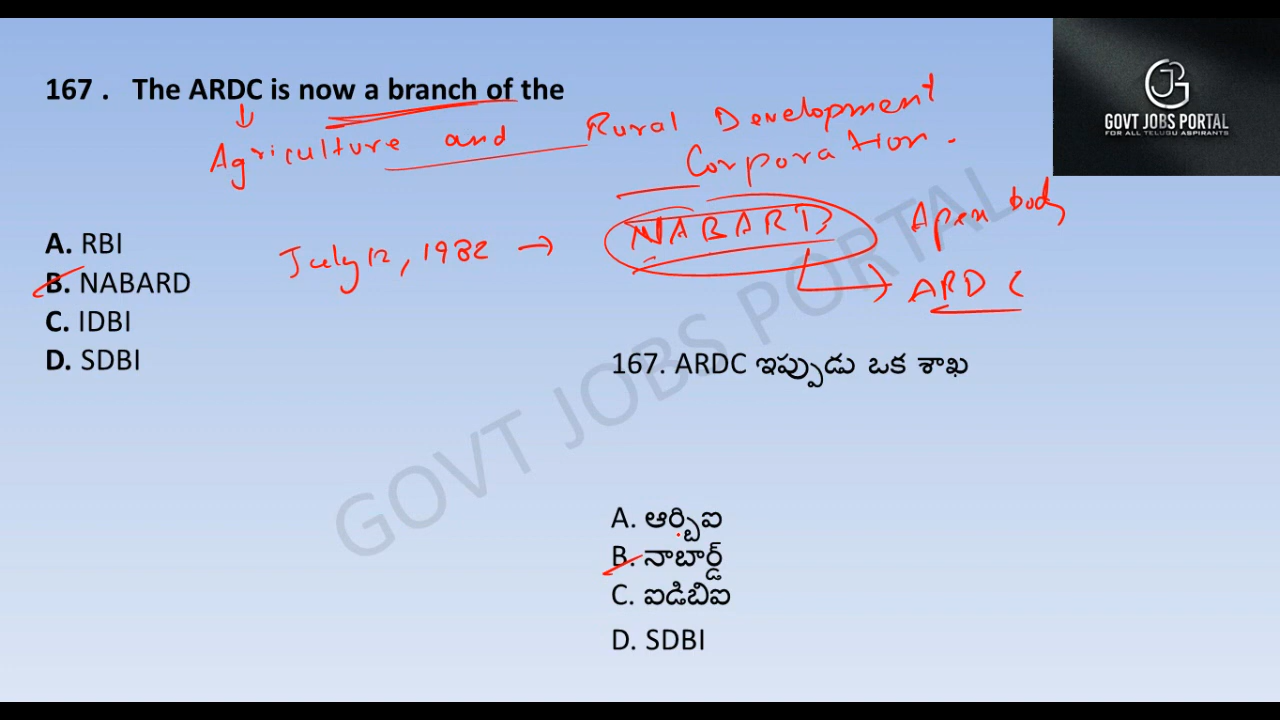 167 . The ARDC is now a branch of the
Agriculture and Rural Development
Corporation.
A. RBI
B. NABARD
C. IDBI
D. SDBI
July 12, 1982 → NABARD Apex body
ARDC
167. ARDC ఇప్పుడు ఒక శాఖ
A. ఆర్బిఐ
B. నాబార్డ్
C. ఐడిబిఐ
D. SDBI
GJP
GOVT JOBS PORTAL
FOR ALL TELUGU ASPIRANTS
GOVT JOBS PORTAL